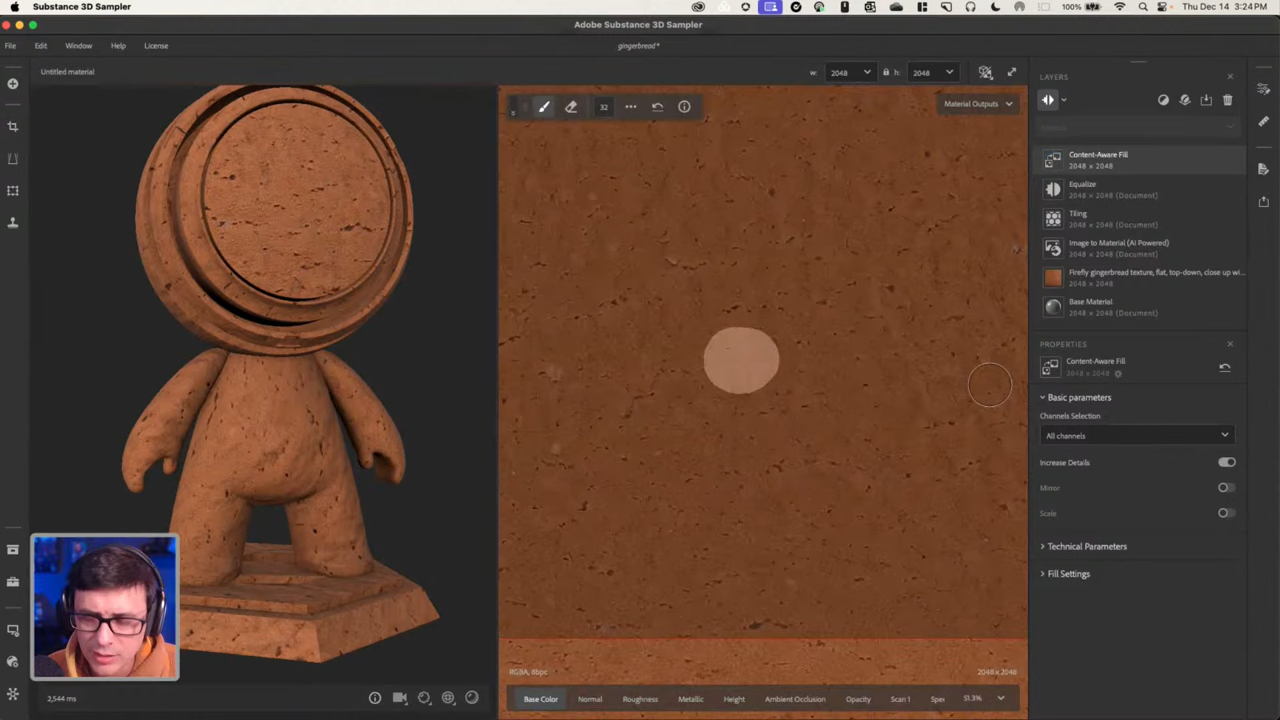 Substance 3D Sampler
100%
Thu Dec 14 3:24PM
Adobe Substance 3D Sampler
File Edit Window Help License
gingerbread*
Untitled material
w: 2048 h: 2048
32
Material Outputs
LAYERS
Content-Aware Fill
2048 × 2048
Equalize
2048 × 2048 (Document)
Tiling
2048 × 2048 (Document)
Image to Material (AI Powered)
2048 × 2048 (Document)
Firefly gingerbread texture, flat, top-down, close up wi...
2048 × 2048
Base Material
2048 × 2048 (Document)
PROPERTIES
Content-Aware Fill
2048 × 2048
Basic parameters
Channels Selection
All channels
Increase Details
Mirror
Scale
Technical Parameters
Fill Settings
RGBA, 8bpc
2048 x 2048
2,544 ms
Base Color Normal Roughness Metallic Height Ambient Occlusion Opacity Scan 1 Spe
51.3%